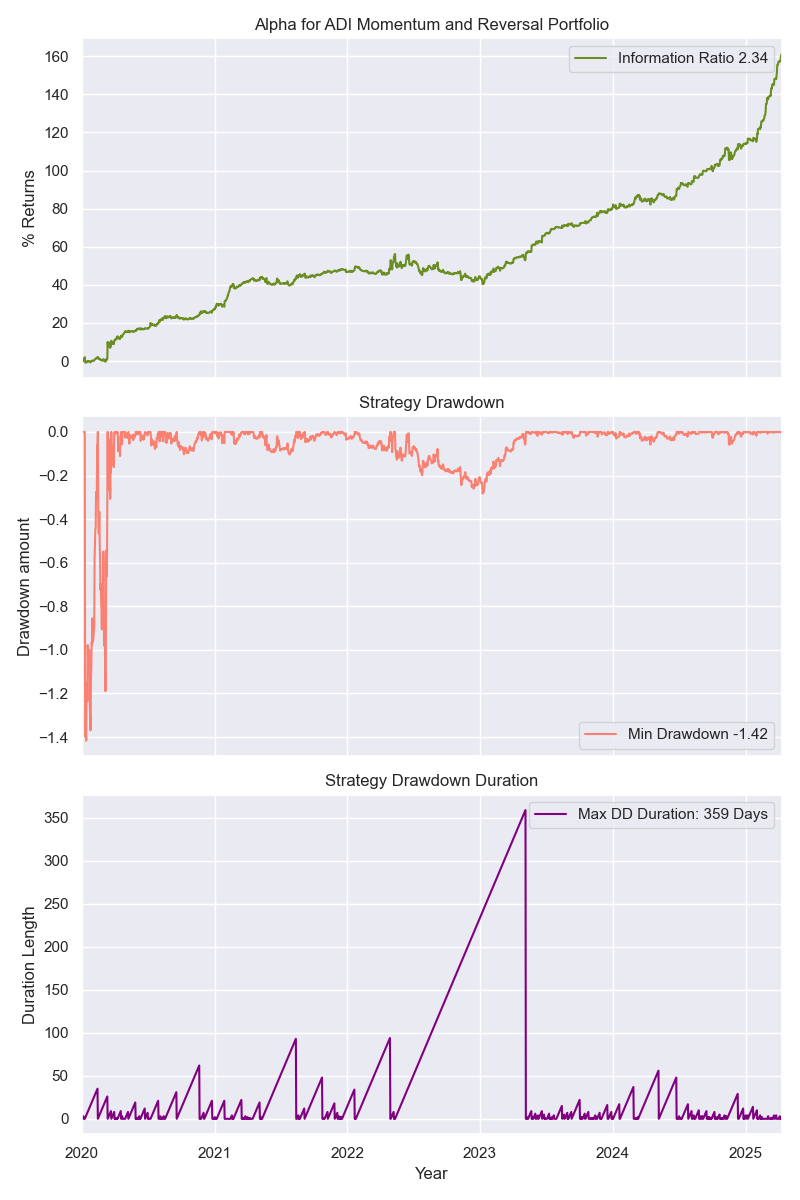 Alpha for ADI Momentum and Reversal Portfolio
Information Ratio 2.34
160
140
120
100
80
60
40
20
0
% Returns
Strategy Drawdown
0.0
−0.2
−0.4
−0.6
−0.8
−1.0
−1.2
−1.4
Drawdown amount
Min Drawdown -1.42
Strategy Drawdown Duration
Max DD Duration: 359 Days
350
300
250
200
150
100
50
0
Duration Length
2020 2021 2022 2023 2024 2025
Year